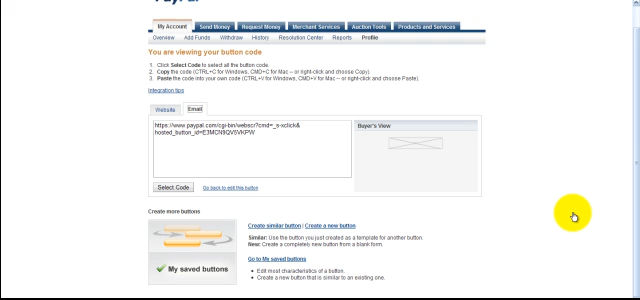 PayPal
My Account Send Money Request Money Merchant Services Auction Tools Products and Services
Overview Add Funds Withdraw History Resolution Center Reports Profile
You are viewing your button code
1. Click Select Code to select all the button code.
2. Copy the code (CTRL+C for Windows, CMD+C for Mac – or right-click and choose Copy).
3. Paste the code into your own code (CTRL+V for Windows, CMD+V for Mac – or right-click and choose Paste).
Integration tips
Website Email
https://www.paypal.com/cgi-bin/webscr?cmd=_s-xclick&
hosted_button_id=E3MCN9QV5VKPW
Buyer's View
Select Code Go back to edit this button
Create more buttons
Create similar button | Create a new button
Similar: Use the button you just created as a template for another button.
New: Create a completely new button from a blank form.
Go to My saved buttons
• Edit most characteristics of a button.
• Create a new button that is similar to an existing one.
My saved buttons